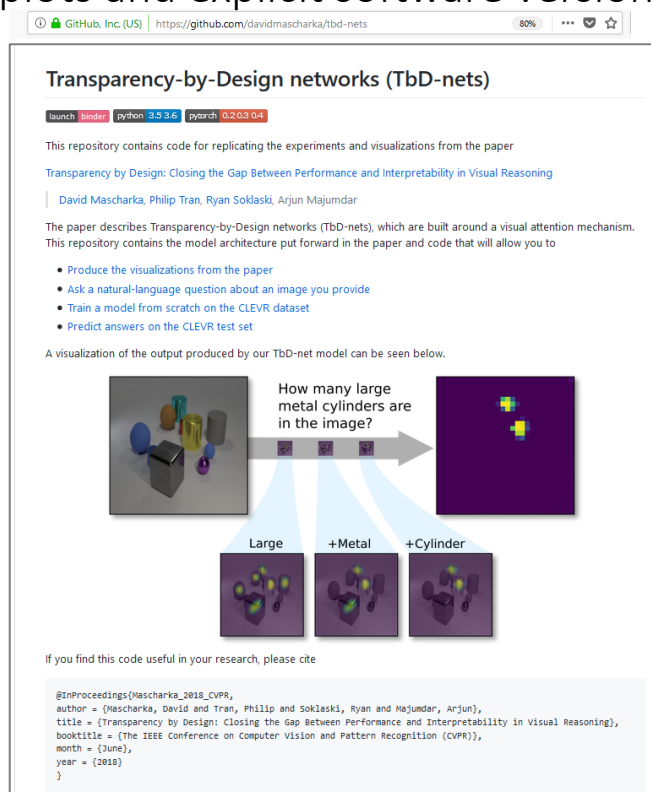 plots and explicit software version
GitHub, Inc. (US) https://github.com/davidmascharka/tbd-nets 80%
Transparency-by-Design networks (TbD-nets)
launch binder python 3.5 3.6 pytorch 0.2 0.3 0.4
This repository contains code for replicating the experiments and visualizations from the paper
Transparency by Design: Closing the Gap Between Performance and Interpretability in Visual Reasoning
David Mascharka, Philip Tran, Ryan Soklaski, Arjun Majumdar
The paper describes Transparency-by-Design networks (TbD-nets), which are built around a visual attention mechanism.
This repository contains the model architecture put forward in the paper and code that will allow you to
• Produce the visualizations from the paper
• Ask a natural-language question about an image you provide
• Train a model from scratch on the CLEVR dataset
• Predict answers on the CLEVR test set
A visualization of the output produced by our TbD-net model can be seen below.
How many large
metal cylinders are
in the image?
Large +Metal +Cylinder
If you find this code useful in your research, please cite
@InProceedings{Mascharka_2018_CVPR,
author = {Mascharka, David and Tran, Philip and Soklaski, Ryan and Majumdar, Arjun},
title = {Transparency by Design: Closing the Gap Between Performance and Interpretability in Visual Reasoning},
booktitle = {The IEEE Conference on Computer Vision and Pattern Recognition (CVPR)},
month = {June},
year = {2018}
}